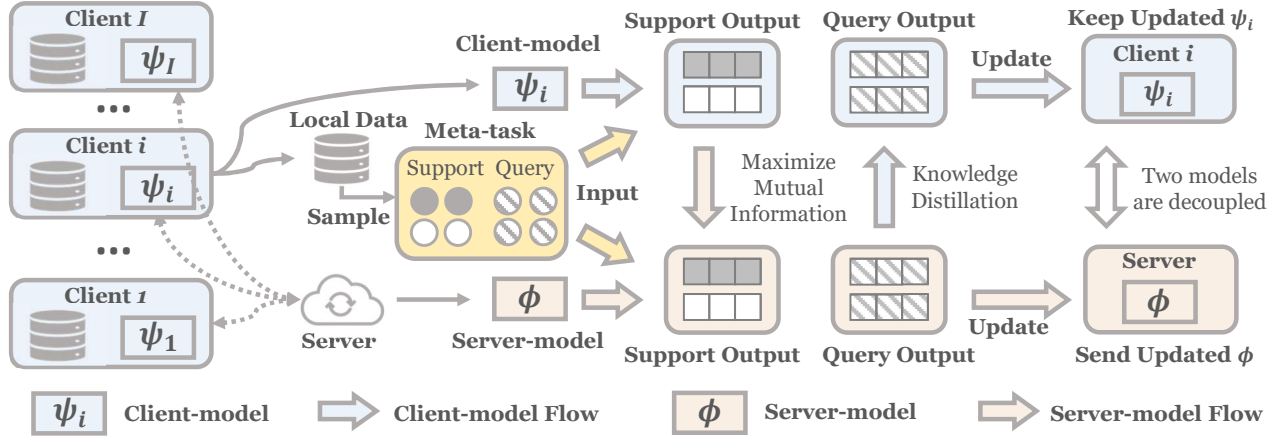 Client I
ψI
...
Client i
ψi
...
Client 1
ψ1
Local Data
Sample
Server
Meta-task
Support Query
Input
Client-model
ψi
ϕ
Server-model
Support Output
Query Output
Maximize
Mutual
Information
Knowledge
Distillation
Support Output
Query Output
Update
Update
Keep Updated ψi
Client i
ψi
Two models
are decoupled
Server
ϕ
Send Updated ϕ
ψi Client-model
Client-model Flow
ϕ Server-model
Server-model Flow